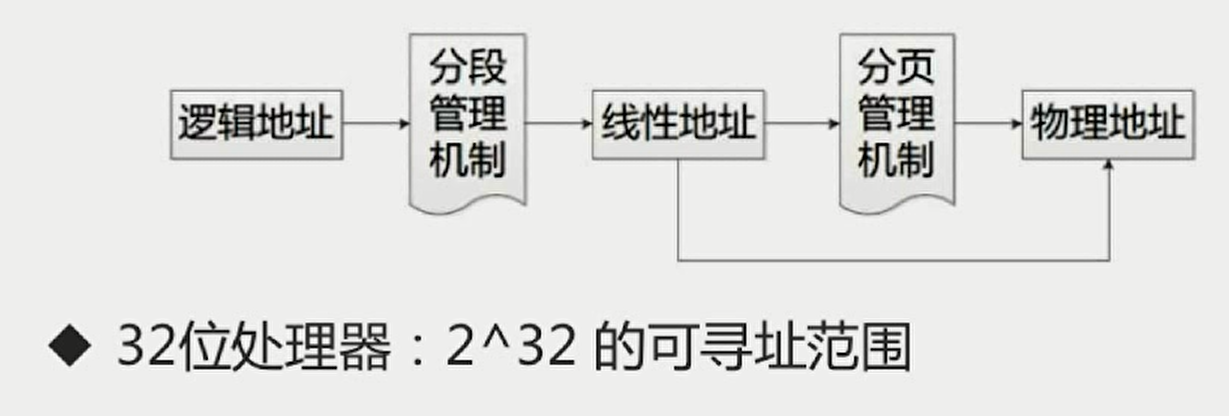 逻辑地址
分段
管理
机制
线性地址
分页
管理
机制
物理地址
◆ 32位处理器：2^32 的可寻址范围